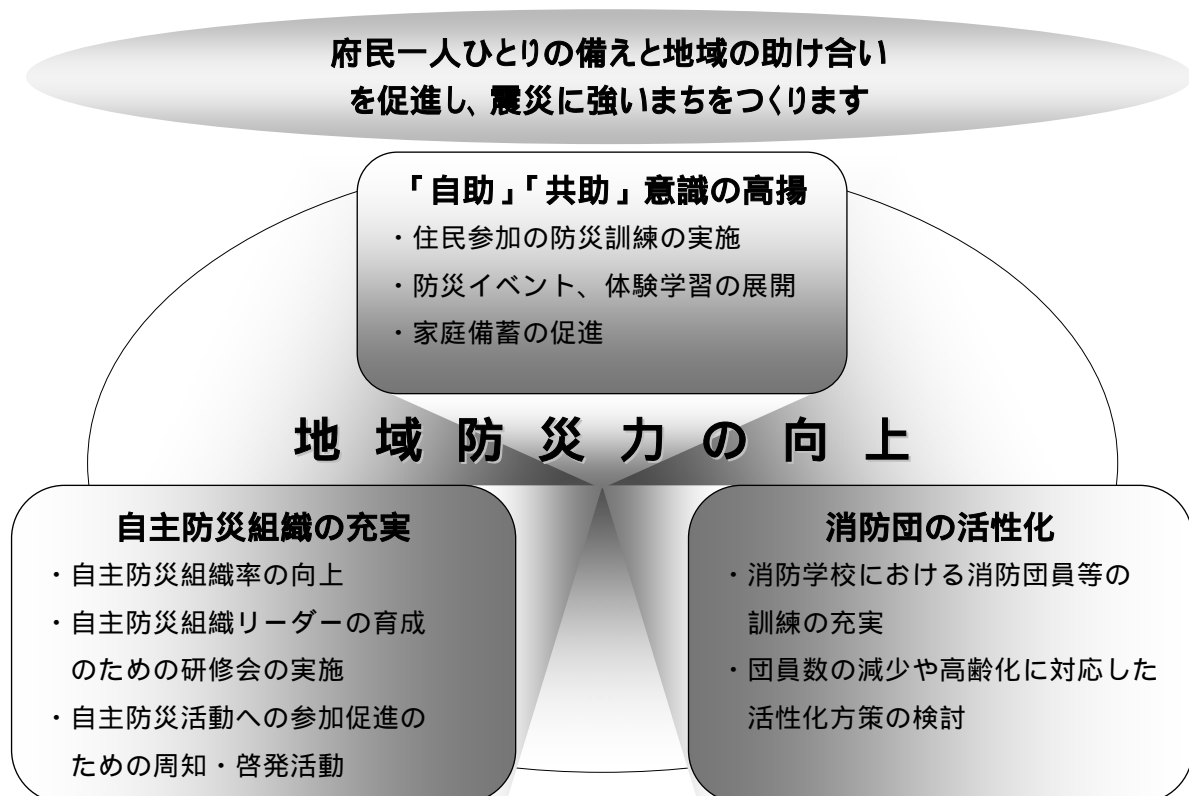 府民一人ひとりの備えと地域の助け合い
を促進し、震災に強いまちをつくります
「自助」「共助」意識の高揚
・住民参加の防災訓練の実施
・防災イベント、体験学習の展開
・家庭備蓄の促進
地域防災力の向上
自主防災組織の充実
・自主防災組織率の向上
・自主防災組織リーダーの育成
のための研修会の実施
・自主防災活動への参加促進の
ための周知・啓発活動
消防団の活性化
・消防学校における消防団員等の
訓練の充実
・団員数の減少や高齢化に対応した
活性化方策の検討